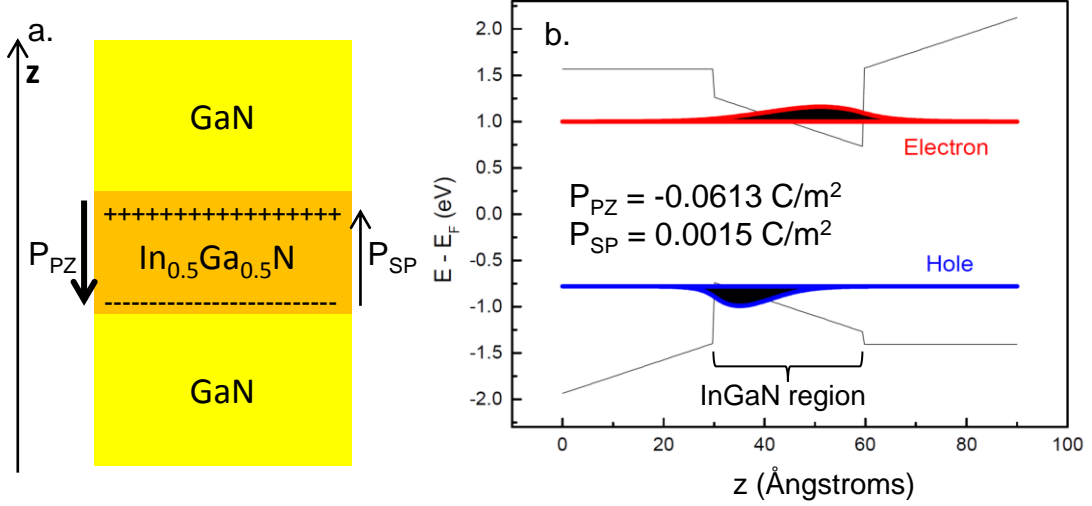 a.
z
GaN
+++++++++++++++++
P_PZ
In_0.5Ga_0.5N
P_SP
--------------------------
GaN
b.
2.0
1.5
1.0
0.5
0.0
-0.5
-1.0
-1.5
-2.0
E - E_F (eV)
Electron
P_PZ = -0.0613 C/m²
P_SP = 0.0015 C/m²
Hole
InGaN region
0 20 40 60 80 100
z (Ångstroms)